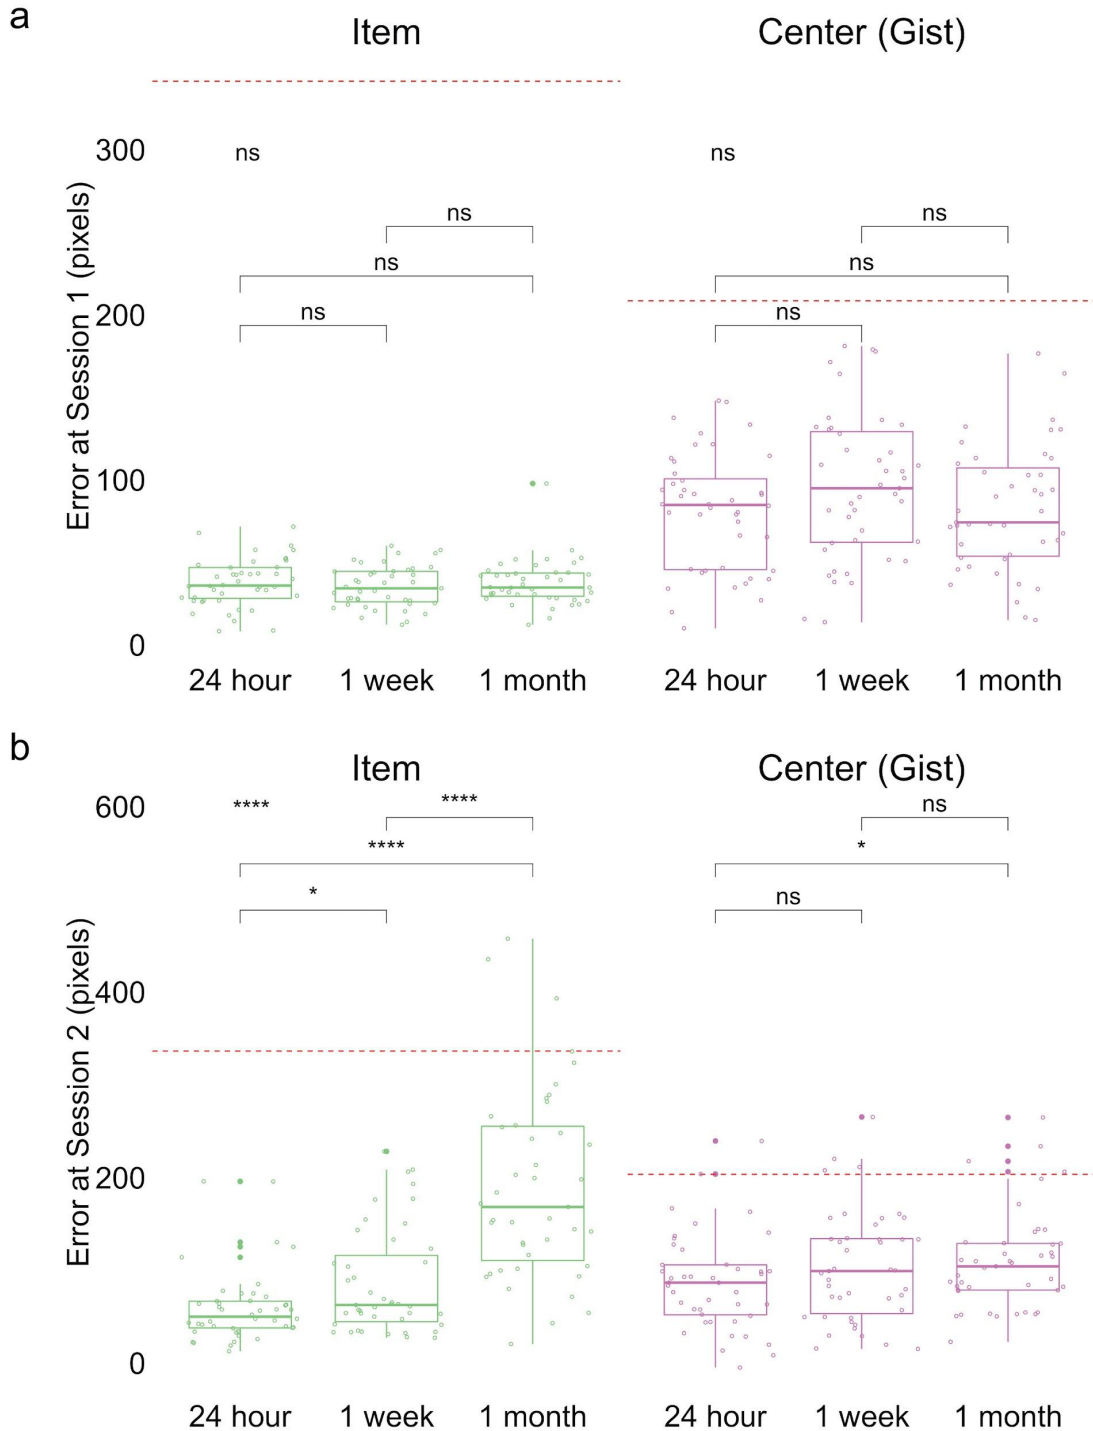 a
Item
Center (Gist)
Error at Session 1 (pixels)
300
200
100
0
ns
ns
ns
ns
ns
ns
ns
ns
24 hour
1 week
1 month
24 hour
1 week
1 month
b
Item
Center (Gist)
Error at Session 2 (pixels)
600
400
200
0
****
****
****
*
ns
*
ns
24 hour
1 week
1 month
24 hour
1 week
1 month